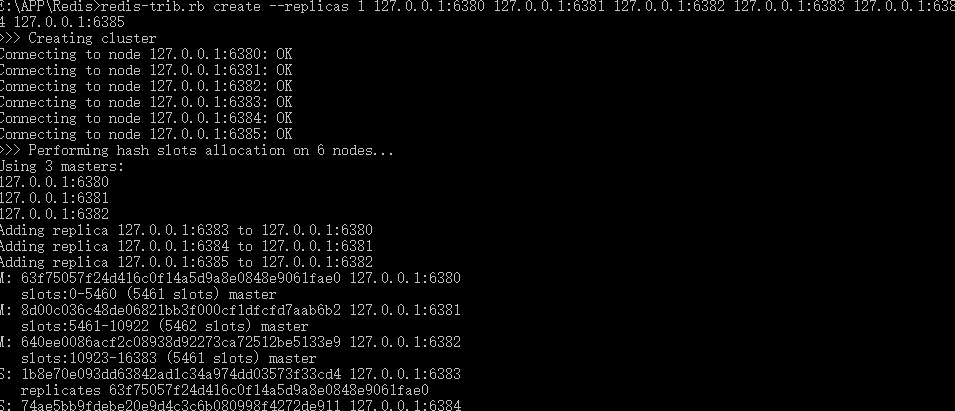 E:\APP\Redis>redis-trib.rb create --replicas 1 127.0.0.1:6380 127.0.0.1:6381 127.0.0.1:6382 127.0.0.1:6383 127.0.0.1:638
4 127.0.0.1:6385
>>> Creating cluster
Connecting to node 127.0.0.1:6380: OK
Connecting to node 127.0.0.1:6381: OK
Connecting to node 127.0.0.1:6382: OK
Connecting to node 127.0.0.1:6383: OK
Connecting to node 127.0.0.1:6384: OK
Connecting to node 127.0.0.1:6385: OK
>>> Performing hash slots allocation on 6 nodes...
Using 3 masters:
127.0.0.1:6380
127.0.0.1:6381
127.0.0.1:6382
Adding replica 127.0.0.1:6383 to 127.0.0.1:6380
Adding replica 127.0.0.1:6384 to 127.0.0.1:6381
Adding replica 127.0.0.1:6385 to 127.0.0.1:6382
M: 63f75057f24d416c0f14a5d9a8e0848e9061fae0 127.0.0.1:6380
slots:0-5460 (5461 slots) master
M: 8d00c036c48de06821bb3f000cf1dfcfd7aab6b2 127.0.0.1:6381
slots:5461-10922 (5462 slots) master
M: 640ee0086acf2c08938d92273ca72512be5133e9 127.0.0.1:6382
slots:10923-16383 (5461 slots) master
S: 1b8e70e093dd63842ad1c34a974dd03573f33cd4 127.0.0.1:6383
replicates 63f75057f24d416c0f14a5d9a8e0848e9061fae0
S: 74ae5bb9fdebe20e9d4c3c6b080998f4272de911 127.0.0.1:6384